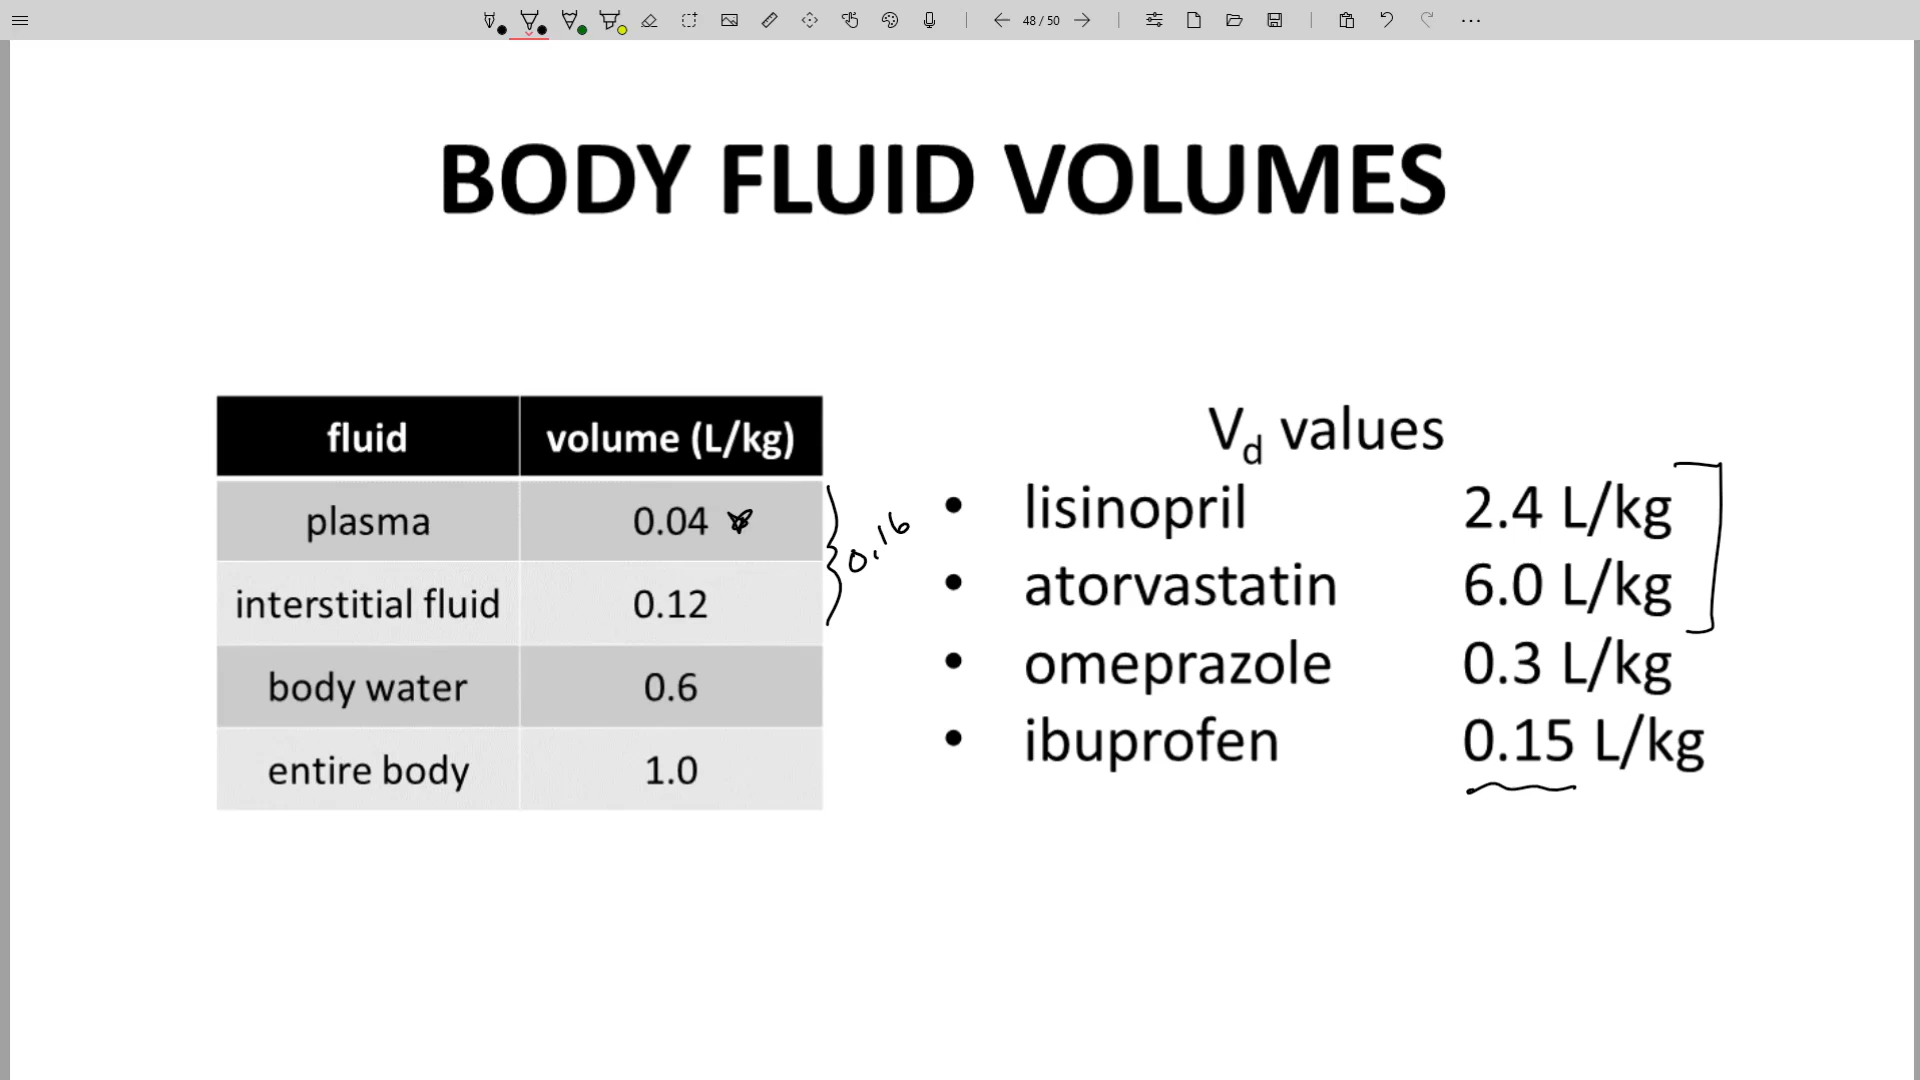 48 / 50
BODY FLUID VOLUMES
fluid volume (L/kg)
plasma 0.04
interstitial fluid 0.12
body water 0.6
entire body 1.0
0.16
Vd values
• lisinopril 2.4 L/kg
• atorvastatin 6.0 L/kg
• omeprazole 0.3 L/kg
• ibuprofen 0.15 L/kg